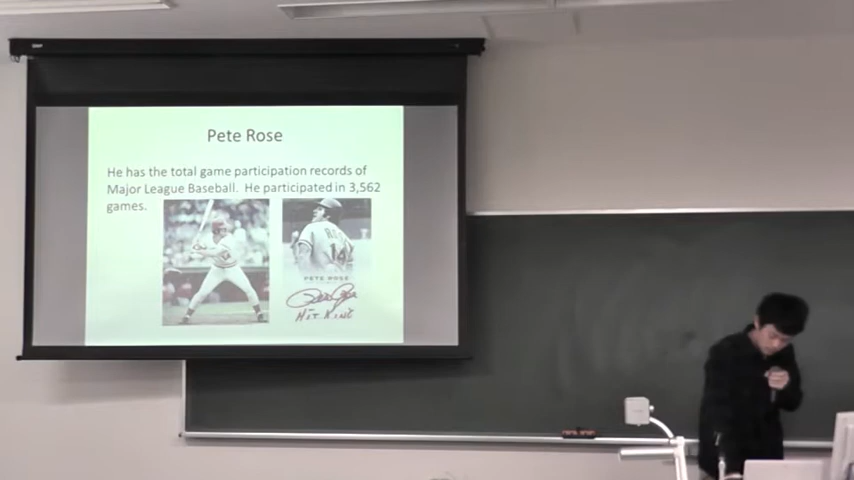 Pete Rose
He has the total game participation records of
Major League Baseball. He participated in 3,562
games.
14
PETE ROSE
HIT KING